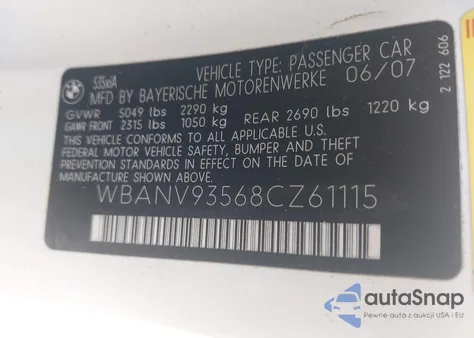 535xiA
VEHICLE TYPE: PASSENGER CAR
MFD BY BAYERISCHE MOTORENWERKE 06/07
GVWR 5049 lbs 2290 kg
GAWR FRONT 2315 lbs 1050 kg REAR 2690 lbs 1220 kg
THIS VEHICLE CONFORMS TO ALL APPLICABLE U.S.
FEDERAL MOTOR VEHICLE SAFETY, BUMPER AND THEFT
PREVENTION STANDARDS IN EFFECT ON THE DATE OF
MANUFACTURE SHOWN ABOVE
WBANV93568CZ61115
2 122 606
autoSnap
Pewne auta z aukcji USA i EU